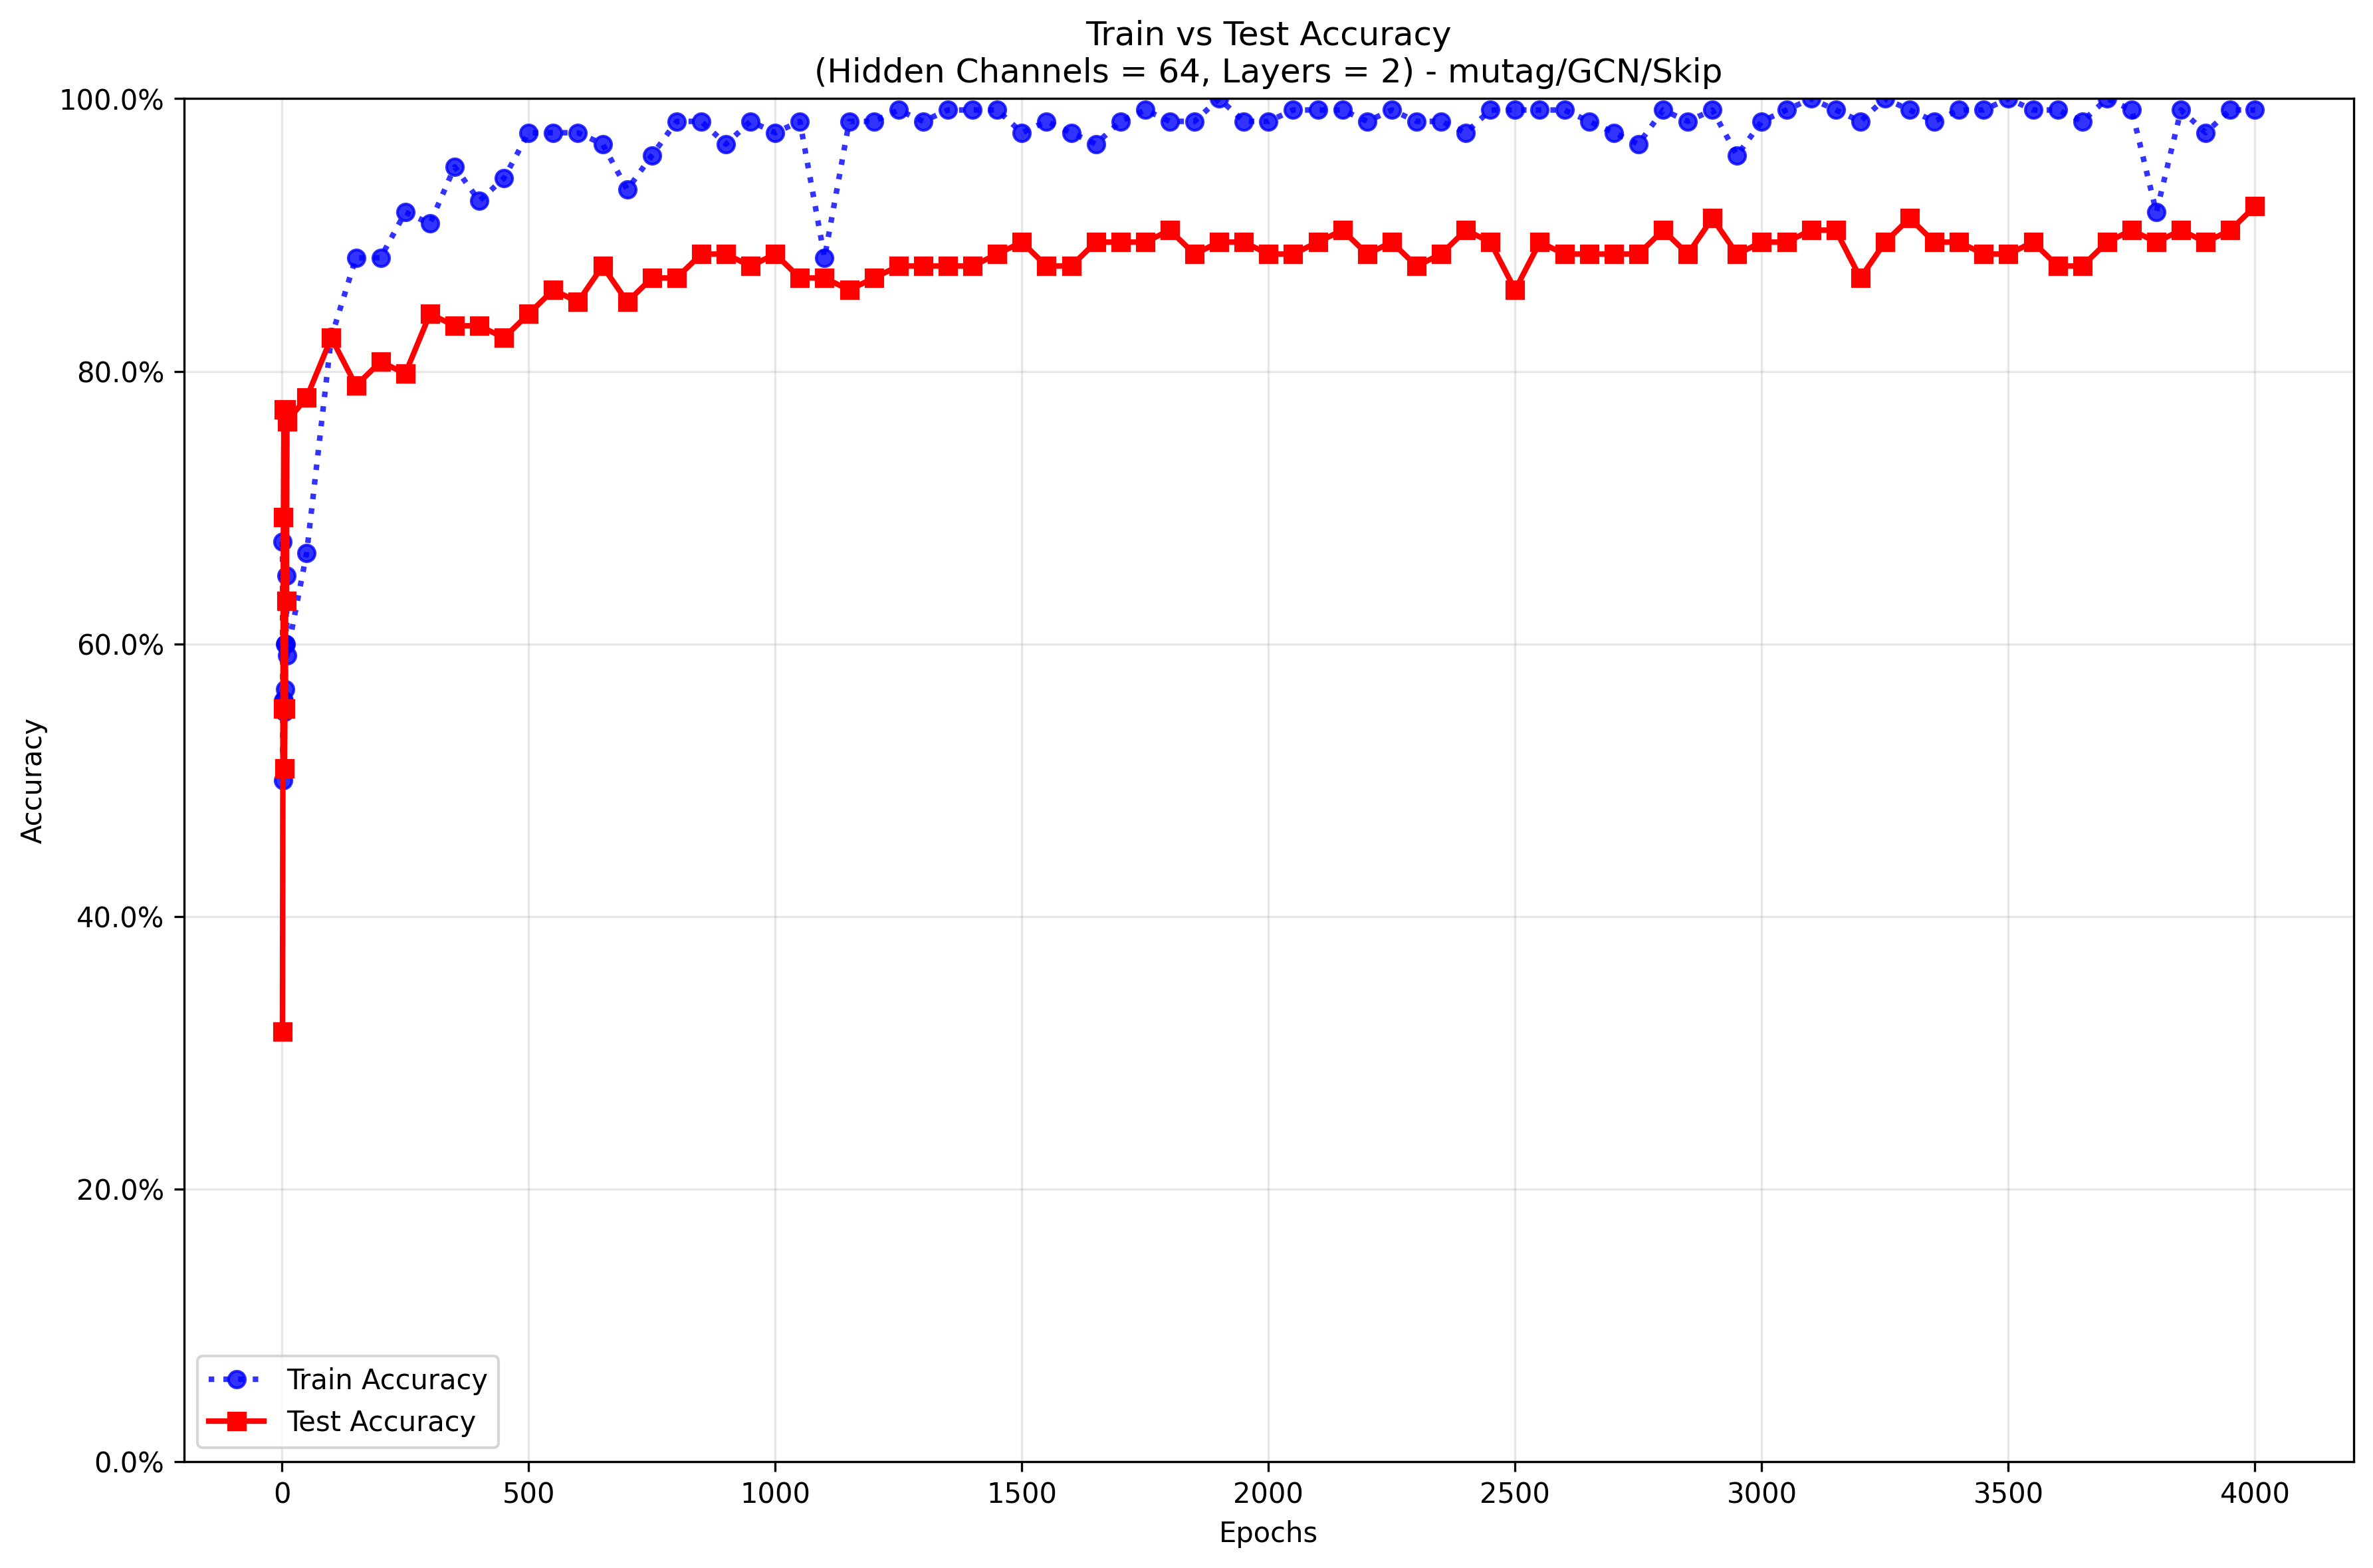 Train vs Test Accuracy
(Hidden Channels = 64, Layers = 2) - mutag/GCN/Skip
100.0%
80.0%
60.0%
40.0%
20.0%
0.0%
Accuracy
Train Accuracy
Test Accuracy
0 500 1000 1500 2000 2500 3000 3500 4000
Epochs